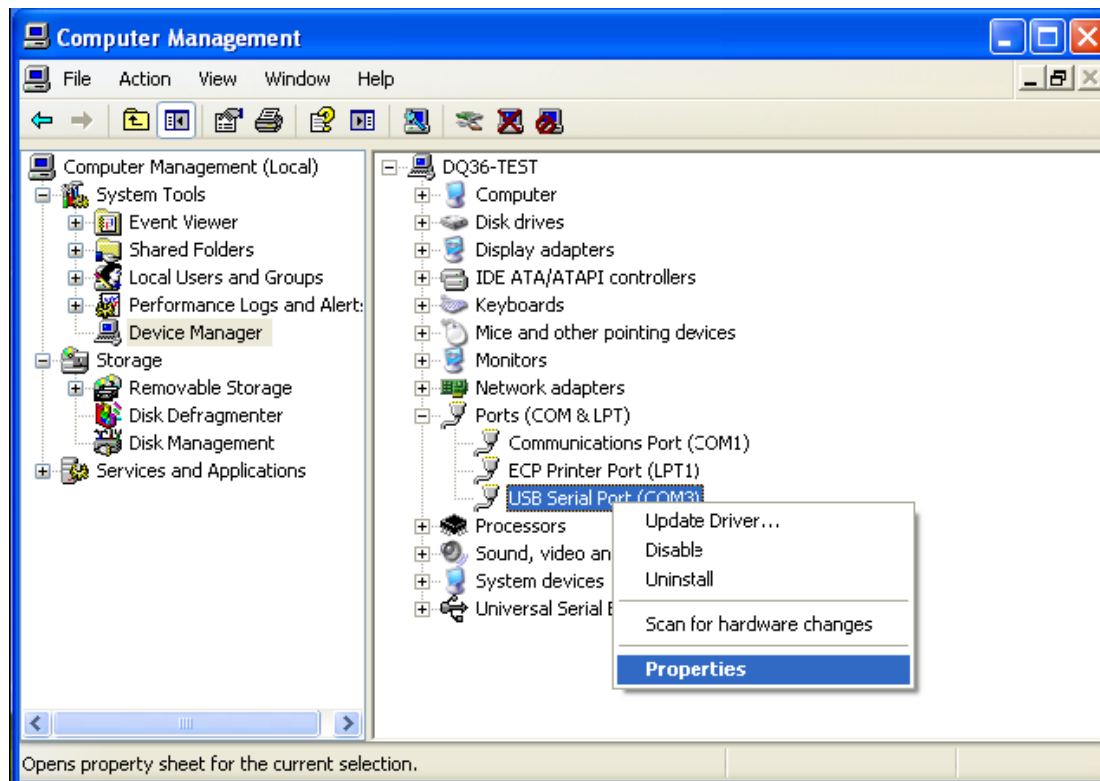 Computer Management
File Action View Window Help
Computer Management (Local)
System Tools
Event Viewer
Shared Folders
Local Users and Groups
Performance Logs and Alert
Device Manager
Storage
Removable Storage
Disk Defragmenter
Disk Management
Services and Applications
DQ36-TEST
Computer
Disk drives
Display adapters
IDE ATA/ATAPI controllers
Keyboards
Mice and other pointing devices
Monitors
Network adapters
Ports (COM & LPT)
Communications Port (COM1)
ECP Printer Port (LPT1)
USB Serial Port (COM3)
Processors
Sound, video an
System devices
Universal Serial
Update Driver...
Disable
Uninstall
Scan for hardware changes
Properties
Opens property sheet for the current selection.